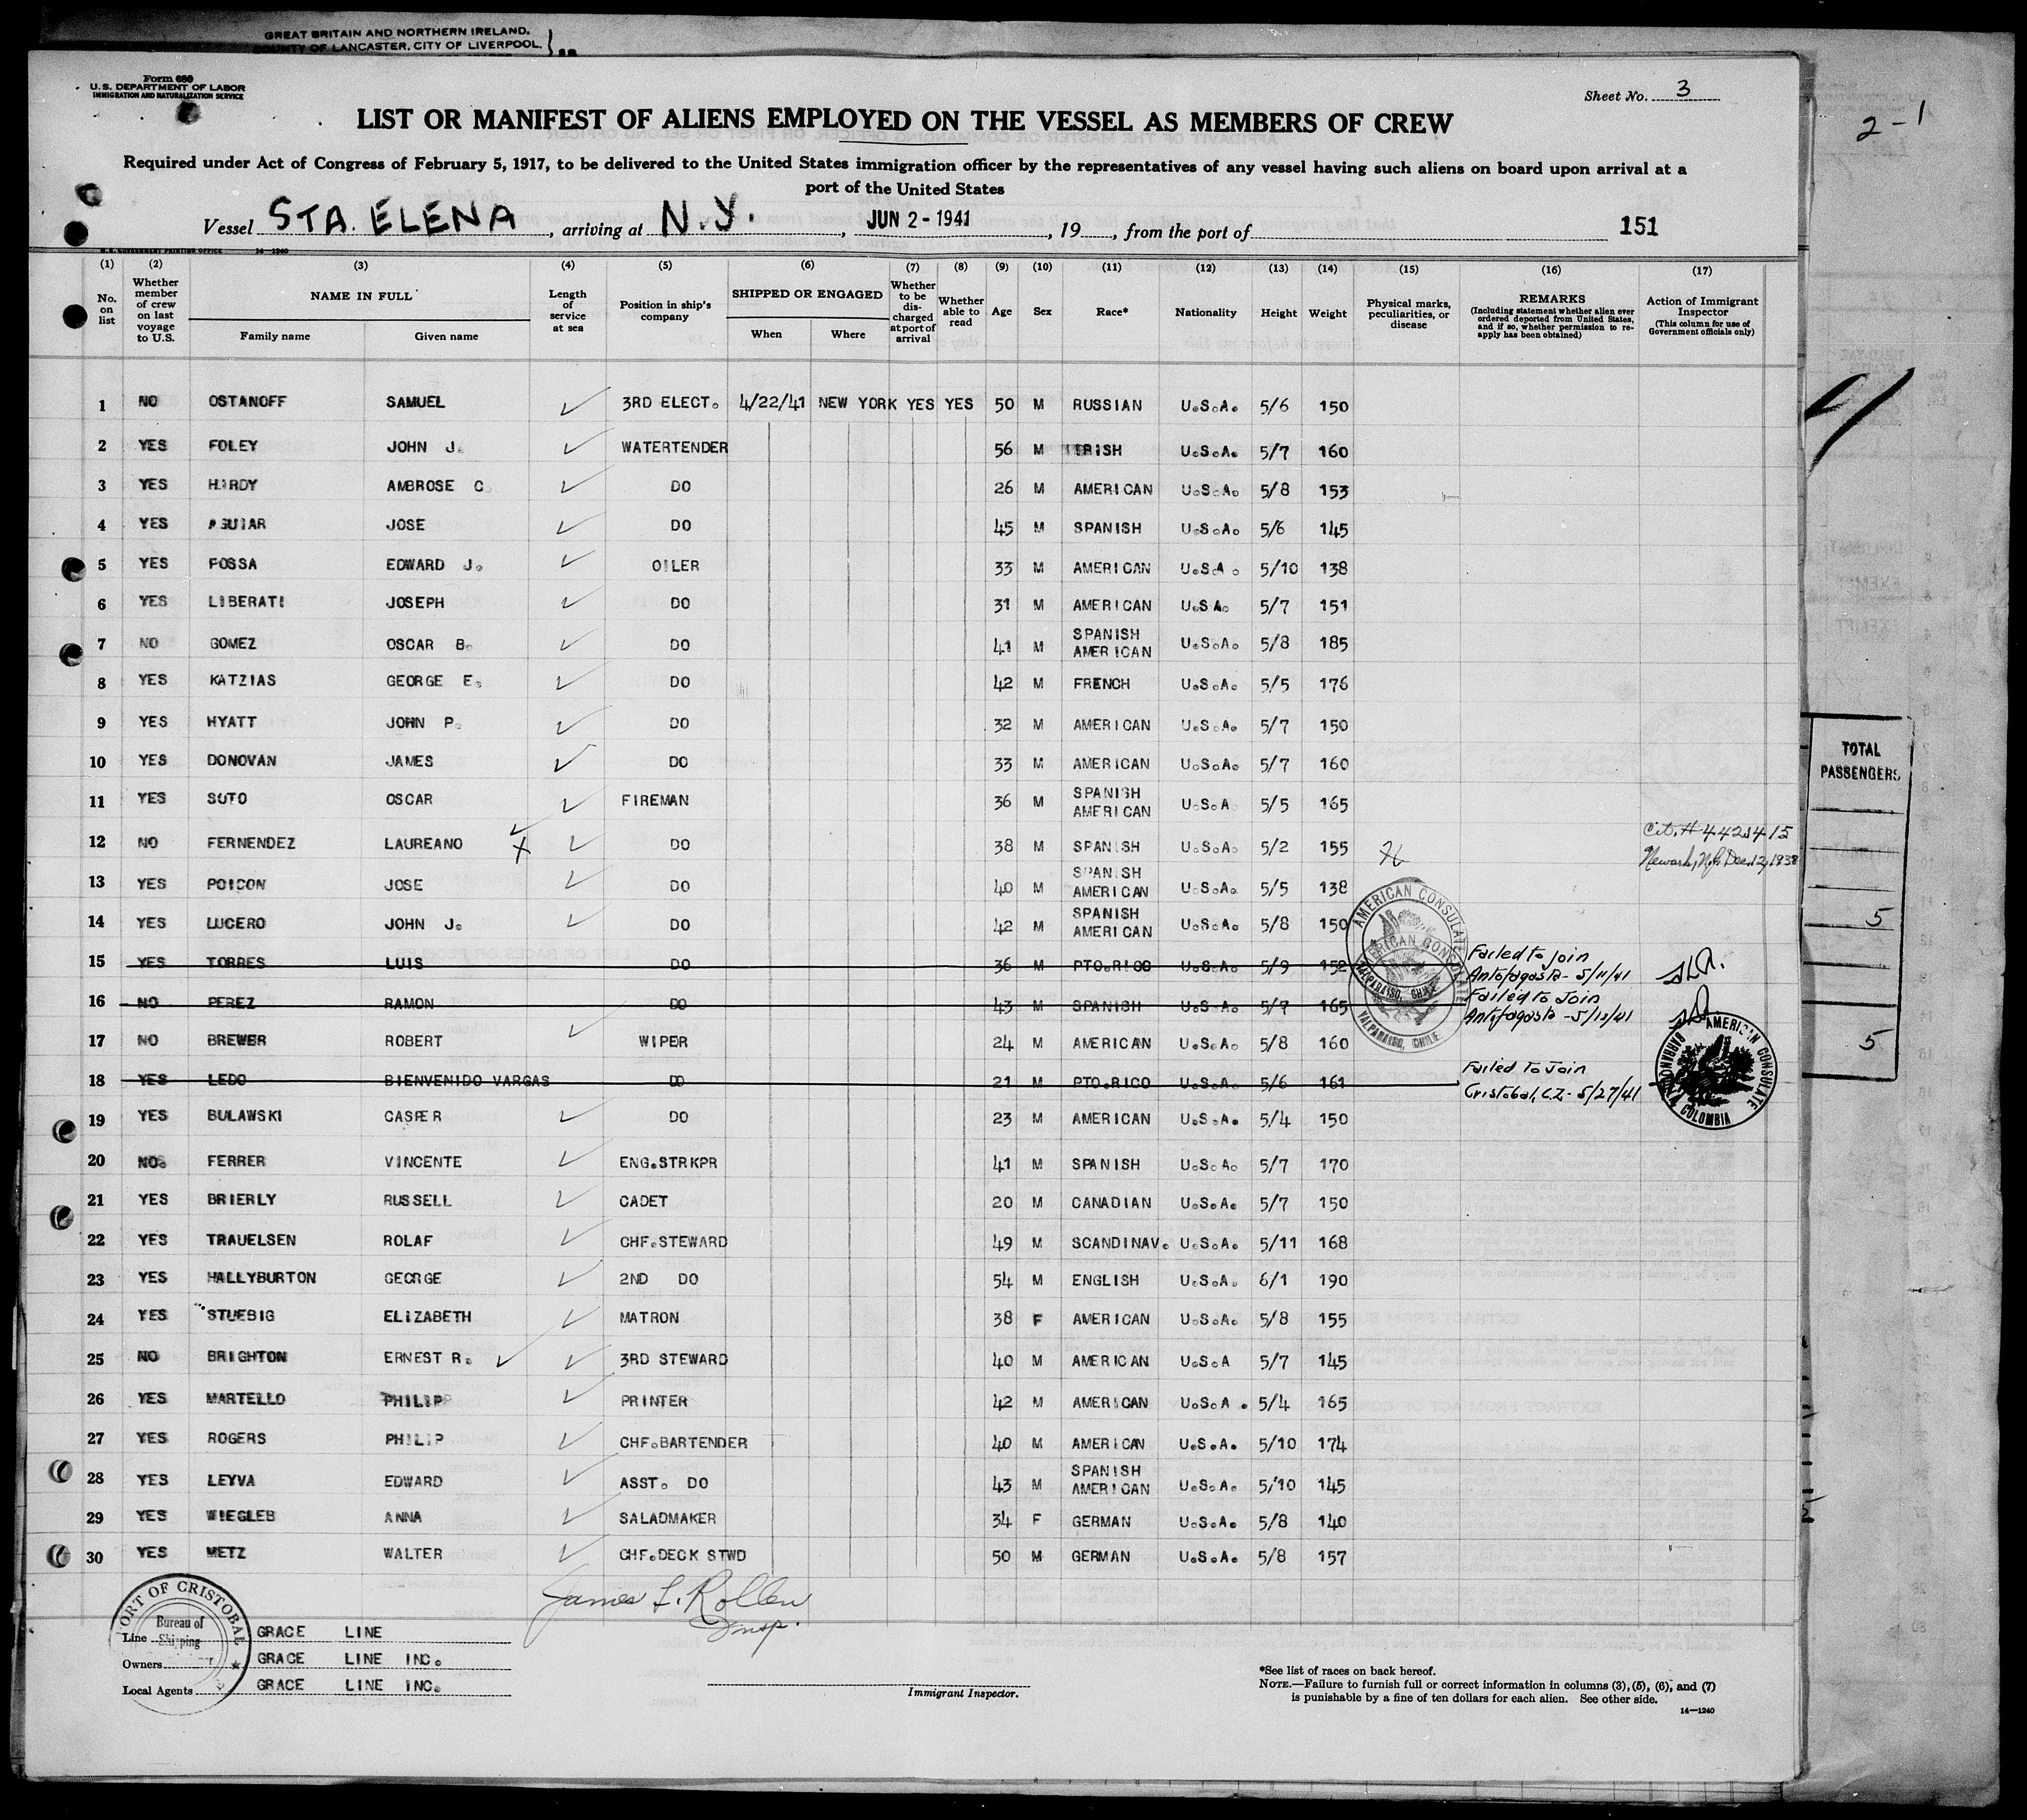 GREAT BRITAIN AND NORTHERN IRELAND,
COUNTY OF LANCASTER, CITY OF LIVERPOOL,
Form 680
U.S. DEPARTMENT OF LABOR
IMMIGRATION AND NATURALIZATION SERVICE
Sheet No. 3
2-1
LIST OR MANIFEST OF ALIENS EMPLOYED ON THE VESSEL AS MEMBERS OF CREW
Required under Act of Congress of February 5, 1917, to be delivered to the United States immigration officer by the representatives of any vessel having such aliens on board upon arrival at a
port of the United States
Vessel STA. ELENA, arriving at N.Y., JUN 2-1941, 19, from the port of 151
U.S. GOVERNMENT PRINTING OFFICE 14-1240
(1) (2) (3) (4) (5) (6) (7) (8) (9) (10) (11) (12) (13) (14) (15) (16) (17)
No. on list
Whether member of crew on last voyage to U.S.
NAME IN FULL
Family name Given name
Length of service at sea
Position in ship's company
SHIPPED OR ENGAGED
When Where
Whether to be discharged at port of arrival
Whether able to read
Age Sex Race* Nationality Height Weight
Physical marks, peculiarities, or disease
REMARKS
(Including statement whether alien ever ordered deported from United States, and if so, whether permission to reapply has been obtained)
Action of Immigrant Inspector
(This column for use of Government officials only)
1 NO OSTANOFF SAMUEL 3RD ELECT. 4/22/41 NEW YORK YES YES 50 M RUSSIAN U.S.A. 5/6 150
2 YES FOLEY JOHN J. WATERTENDER 56 M IRISH U.S.A. 5/7 160
3 YES HARDY AMBROSE C. DO 26 M AMERICAN U.S.A. 5/8 153
4 YES AGUIAR JOSE DO 45 M SPANISH U.S.A. 5/6 145
5 YES FOSSA EDWARD J. OILER 33 M AMERICAN U.S.A. 5/10 138
6 YES LIBERATI JOSEPH DO 31 M AMERICAN U.S.A. 5/7 151
7 NO GOMEZ OSCAR B. DO 41 M SPANISH AMERICAN U.S.A. 5/8 185
8 YES KATZIAS GEORGE E. DO 42 M FRENCH U.S.A. 5/5 176
9 YES HYATT JOHN P. DO 32 M AMERICAN U.S.A. 5/7 150
10 YES DONOVAN JAMES DO 33 M AMERICAN U.S.A. 5/7 160
11 YES SOTO OSCAR FIREMAN 36 M SPANISH AMERICAN U.S.A 5/5 165
12 NO FERNENDEZ LAUREANO X DO 38 M SPANISH U.S.A. 5/2 155 Cit. # 4423415
Newark, N.J. Dec. 12, 1938
13 YES POICON JOSE DO 40 M SPANISH AMERICAN U.S.A. 5/5 138
14 YES LUCERO JOHN J. DO 42 M SPANISH AMERICAN U.S.A. 5/8 150
15 YES TORRES LUIS DO 36 M PTO.RICO U.S.A. 5/9 152 Failed to join
Antofagasta - 5/11/41
16 NO PEREZ RAMON DO 43 M SPANISH U.S.A. 5/7 165 Failed to Join
Antofagasta - 5/12/41
17 NO BREWER ROBERT WIPER 24 M AMERICAN U.S.A. 5/8 160
18 YES LEDO BIENVENIDO VARGAS DO 21 M PTO.RICO U.S.A. 5/6 161 Failed to Join
Cristobal, C.Z. - 5/27/41
19 YES BULAWSKI CASPER DO 23 M AMERICAN U.S.A. 5/4 150
20 NO. FERRER VINCENTE ENG.STRKPR 41 M SPANISH U.S.A. 5/7 170
21 YES BRIERLY RUSSELL CADET 20 M CANADIAN U.S.A. 5/7 150
22 YES TRAUELSEN ROLAF CHF.STEWARD 49 M SCANDINAV. U.S.A. 5/11 168
23 YES HALLYBURTON GEORGE 2ND DO 54 M ENGLISH U.S.A. 6/1 190
24 YES STUEBIG ELIZABETH MATRON 38 F AMERICAN U.S.A. 5/8 155
25 NO BRIGHTON ERNEST R. 3RD STEWARD 40 M AMERICAN U.S.A 5/7 145
26 YES MARTELLO PHILIP PRINTER 42 M AMERICAN U.S.A. 5/4 165
27 YES ROGERS PHILIP CHF.BARTENDER 40 M AMERICAN U.S.A. 5/10 174
28 YES LEYVA EDWARD ASST. DO 43 M SPANISH AMERICAN U.S.A. 5/10 145
29 YES WIEGLEB ANNA SALADMAKER 34 F GERMAN U.S.A. 5/8 140
30 YES METZ WALTER CHF.DECK STWD 50 M GERMAN U.S.A. 5/8 157
AMERICAN CONSULATE VALPARAISO, CHILE
AMERICAN CONSULATE VALPARAISO, CHILE.
AMERICAN CONSULATE BARRANQUILLA COLOMBIA
TOTAL PASSENGERS
5
5
James L. Rollen
Insp.
PORT OF CRISTOBAL
Bureau of Shipping
Line GRACE LINE
Owners GRACE LINE INC.
Local Agents GRACE LINE INC.
Immigrant Inspector.
*See list of races on back hereof.
NOTE.—Failure to furnish full or correct information in columns (3), (5), (6), and (7)
is punishable by a fine of ten dollars for each alien. See other side.
14—1240